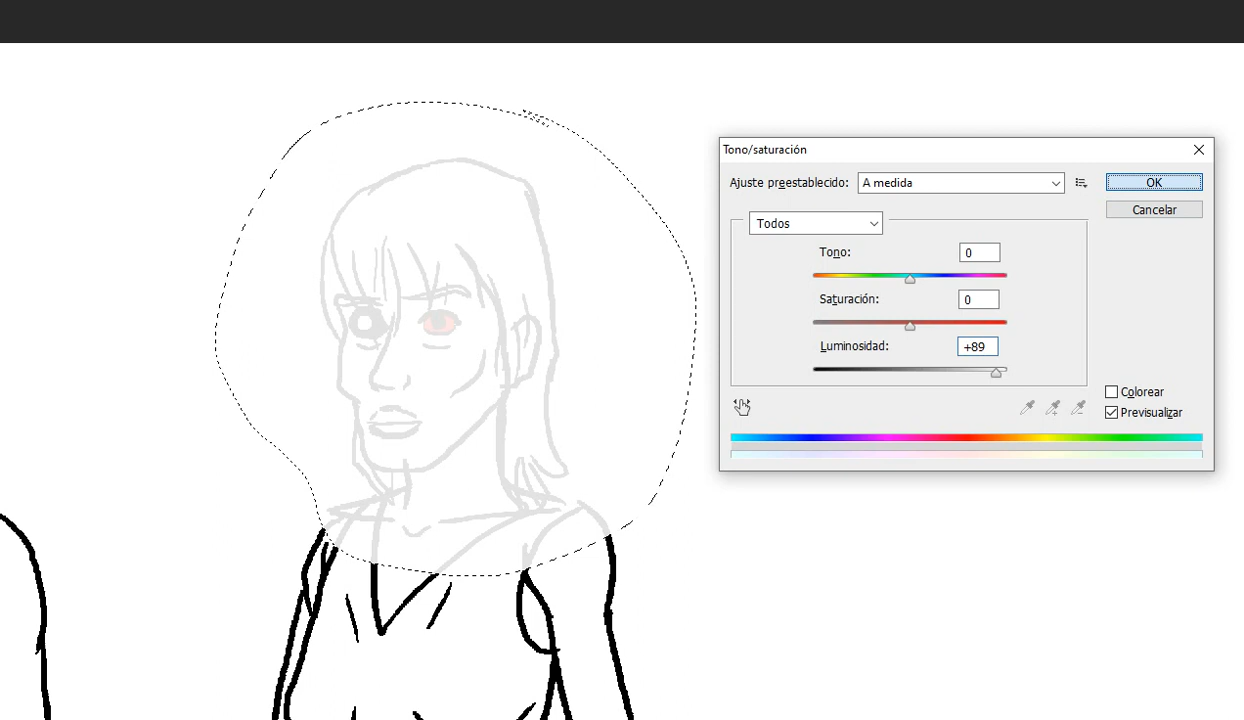 Tono/saturación
Ajuste preestablecido: A medida
OK
Cancelar
Todos
Tono: 0
Saturación: 0
Luminosidad: +89
Colorear
Previsualizar